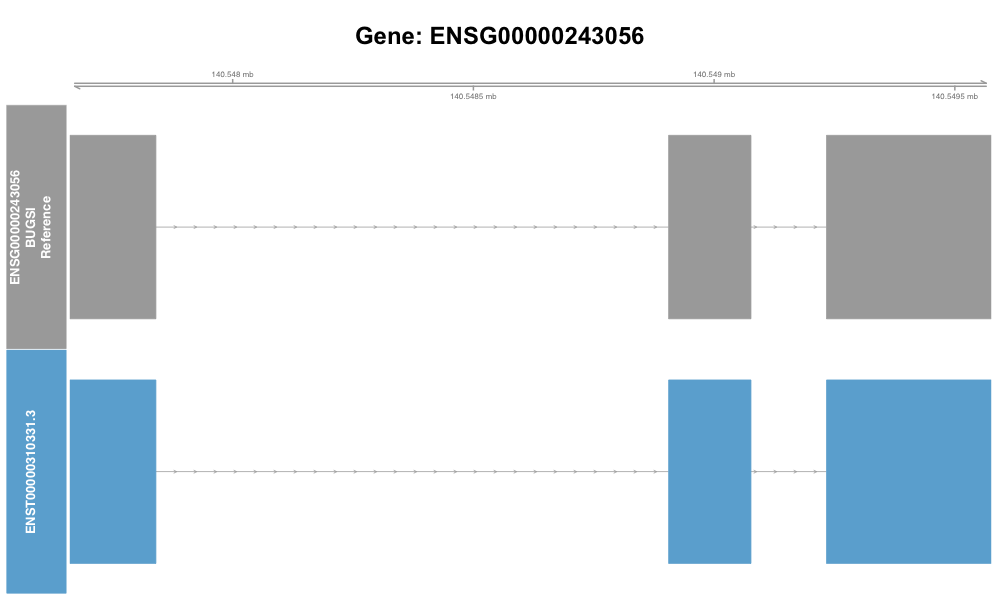 Gene: ENSG00000243056
140.548 mb
140.549 mb
140.5485 mb
140.5495 mb
ENSG00000243056
BUGSI
Reference
ENST00000310331.3